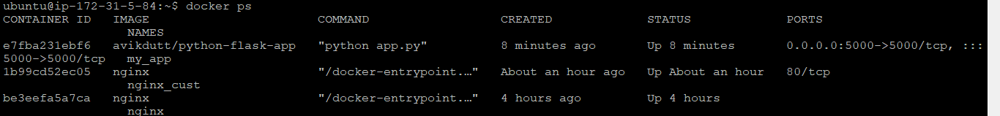 ubuntu@ip-172-31-5-84:~$ docker ps
CONTAINER ID   IMAGE                       COMMAND                  CREATED             STATUS             PORTS
                 NAMES
e7fba231ebf6   avikdutt/python-flask-app   "python app.py"          8 minutes ago       Up 8 minutes       0.0.0.0:5000->5000/tcp, :::
5000->5000/tcp   my_app
1b99cd52ec05   nginx                       "/docker-entrypoint.…"   About an hour ago   Up About an hour   80/tcp
                 nginx_cust
be3eefa5a7ca   nginx                       "/docker-entrypoint.…"   4 hours ago         Up 4 hours
                 nginx